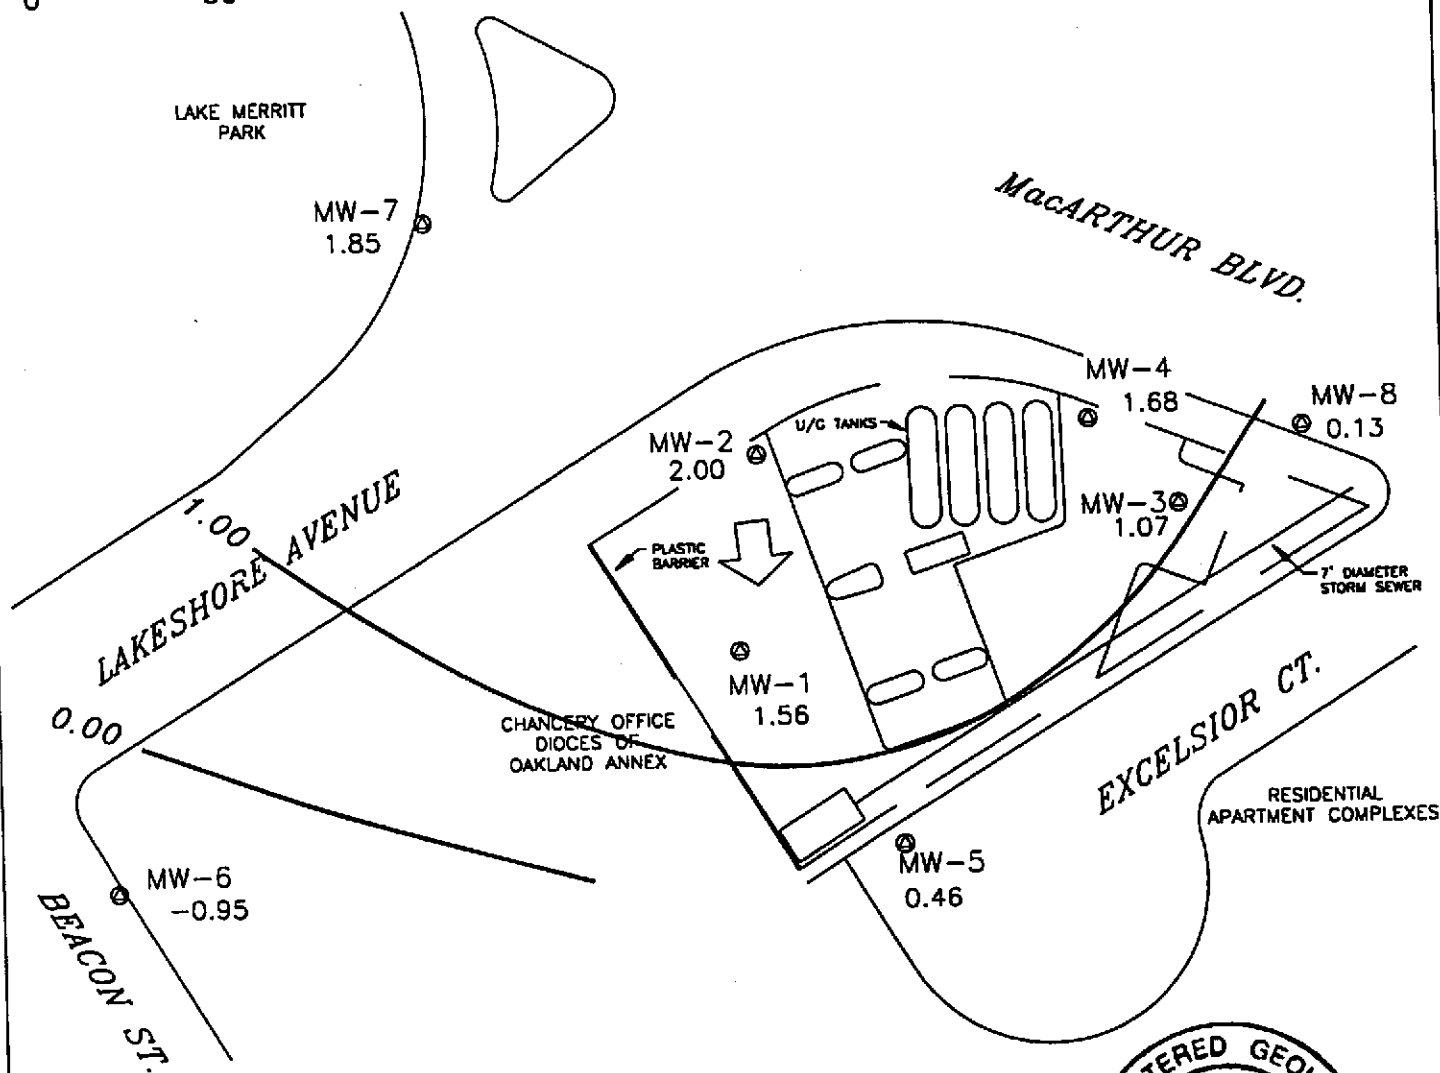 LAKE MERRITT
PARK
MW-7
1.85
MacARTHUR BLVD.
MW-4
1.68
MW-8
0.13
U/G TANKS
MW-2
2.00
MW-3
1.07
1.00
LAKESHORE AVENUE
PLASTIC
BARRIER
7' DIAMETER
STORM SEWER
MW-1
1.56
EXCELSIOR CT.
0.00
CHANCERY OFFICE
DIOCES OF
OAKLAND ANNEX
RESIDENTIAL
APARTMENT COMPLEXES
MW-5
0.46
MW-6
-0.95
BEACON ST.